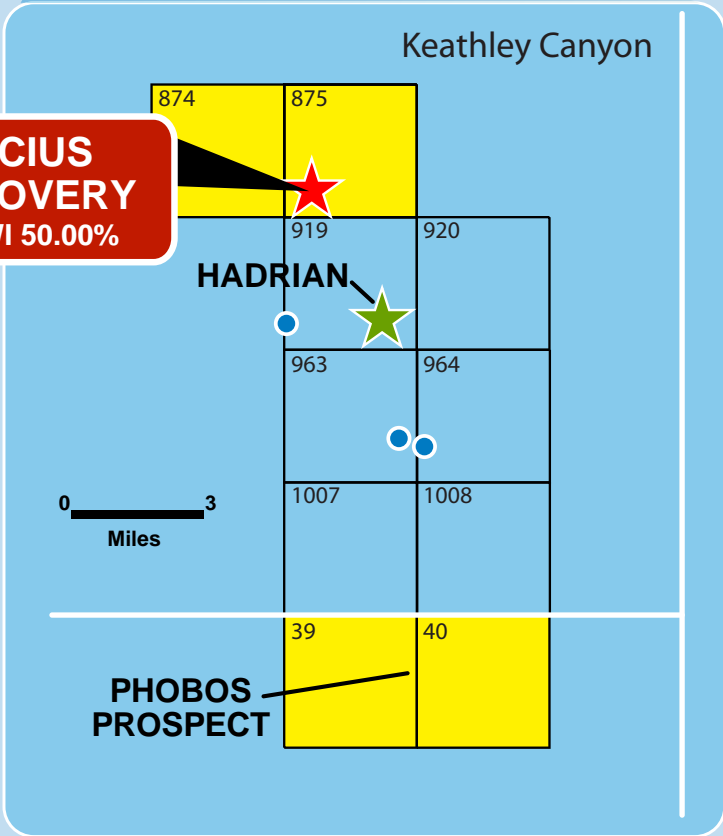 Keathley Canyon
874
875
CIUS
OVERY
50.00%
919
920
HADRIAN
963
964
1007
1008
0
3
Miles
39
40
PHOBOS
PROSPECT